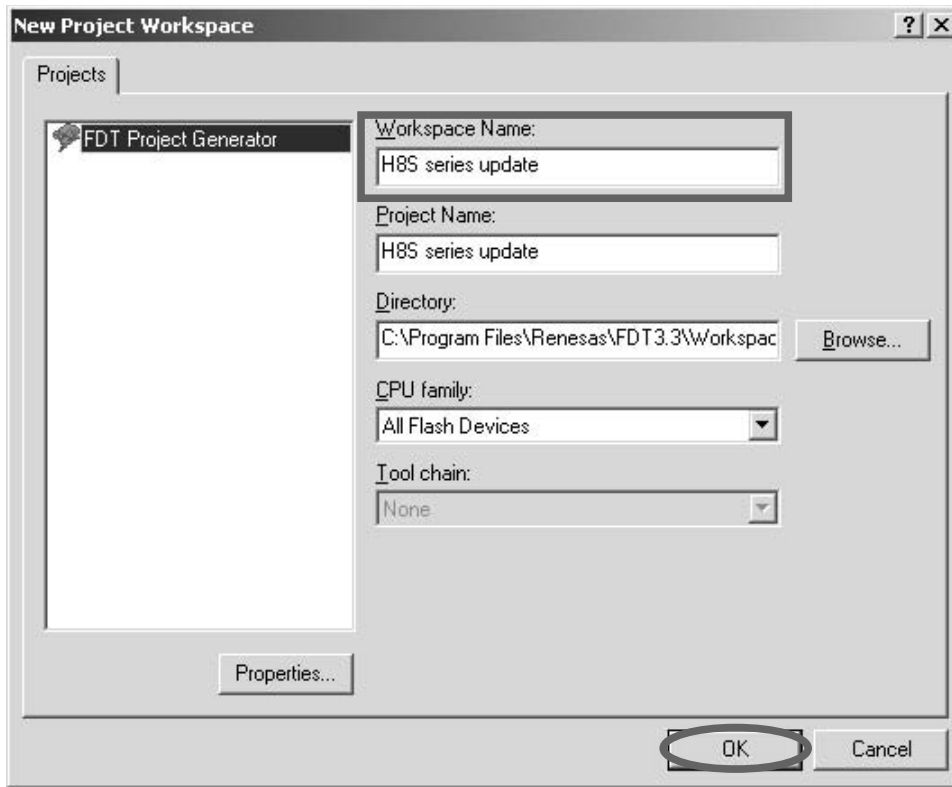 New Project Workspace
Projects
FDT Project Generator
Workspace Name:
H8S series update
Project Name:
H8S series update
Directory:
C:\Program Files\Renesas\FDT3.3\Workspac
Browse...
CPU family:
All Flash Devices
Tool chain:
None
Properties...
OK
Cancel